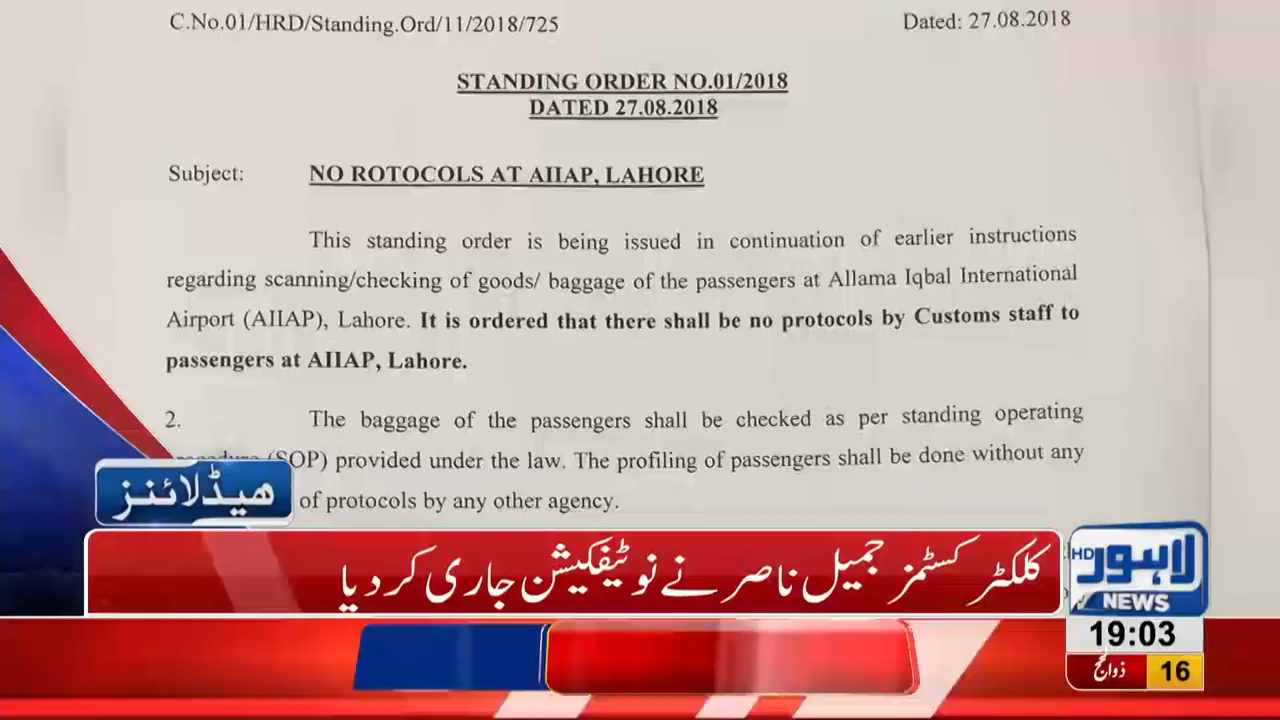 C.No.01/HRD/Standing.Ord/11/2018/725
Dated: 27.08.2018
STANDING ORDER NO.01/2018
DATED 27.08.2018
Subject: NO ROTOCOLS AT AIIAP, LAHORE
This standing order is being issued in continuation of earlier instructions
regarding scanning/checking of goods/ baggage of the passengers at Allama Iqbal International
Airport (AIIAP), Lahore. It is ordered that there shall be no protocols by Customs staff to
passengers at AIIAP, Lahore.
2. The baggage of the passengers shall be checked as per standing operating
(SOP) provided under the law. The profiling of passengers shall be done without any
of protocols by any other agency.
ہیڈلائنز
کلکٹر کسٹمز جمیل ناصر نے نوٹیفکیشن جاری کر دیا
لاہور HD
NEWS
19:03
ذوالحج 16